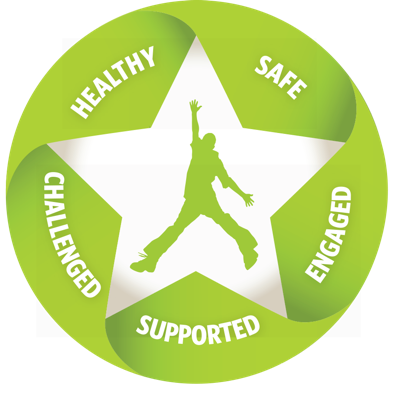 HEALTHY
SAFE
ENGAGED
SUPPORTED
CHALLENGED